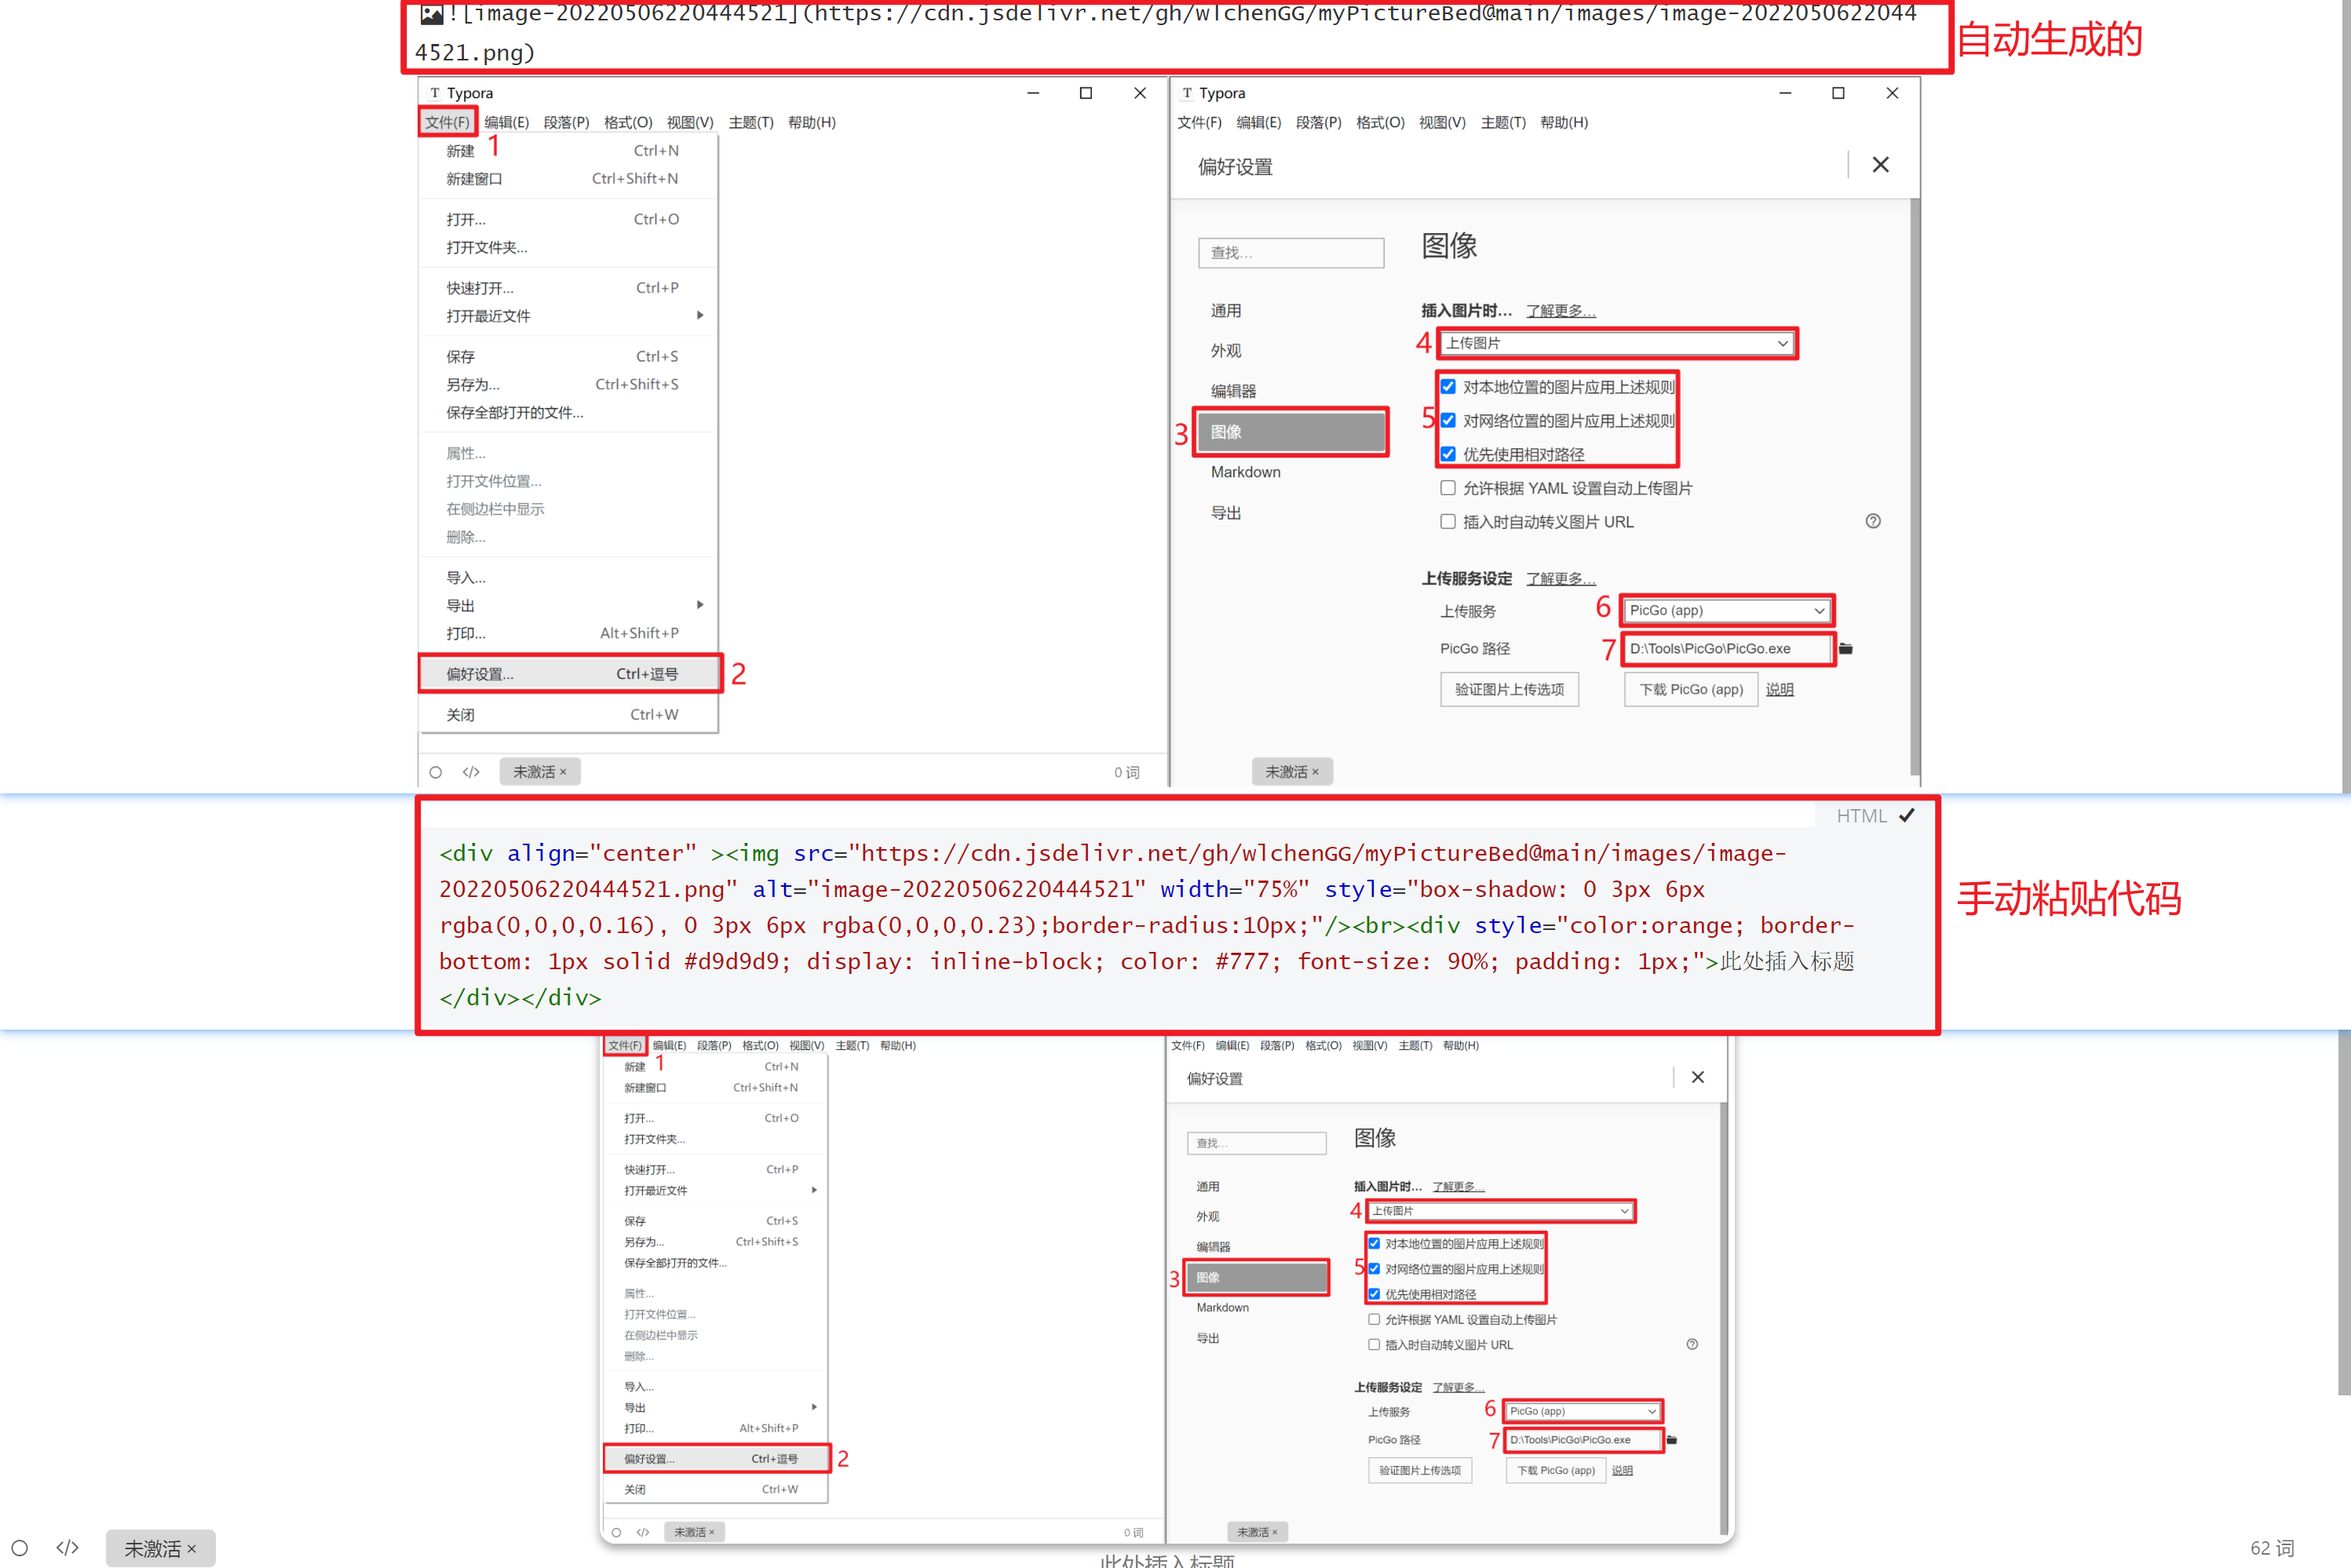 ![image-20220506220444521](https://cdn.jsdelivr.net/gh/wlchenGG/myPictureBed@main/images/image-2022050622044
4521.png)
自动生成的
T Typora
文件(F) 编辑(E) 段落(P) 格式(O) 视图(V) 主题(T) 帮助(H)
1
新建 Ctrl+N
新建窗口 Ctrl+Shift+N
打开... Ctrl+O
打开文件夹...
快速打开... Ctrl+P
打开最近文件
保存 Ctrl+S
另存为... Ctrl+Shift+S
保存全部打开的文件...
属性...
打开文件位置...
在侧边栏中显示
删除...
导入...
导出
打印... Alt+Shift+P
偏好设置... Ctrl+逗号 2
关闭 Ctrl+W
</> 未激活 × 0 词
T Typora
文件(F) 编辑(E) 段落(P) 格式(O) 视图(V) 主题(T) 帮助(H)
偏好设置
查找...
通用
外观
编辑器
3 图像
Markdown
导出
图像
插入图片时... 了解更多...
4 上传图片
5
对本地位置的图片应用上述规则
对网络位置的图片应用上述规则
优先使用相对路径
允许根据 YAML 设置自动上传图片
插入时自动转义图片 URL
上传服务设定 了解更多...
上传服务 6 PicGo (app)
PicGo 路径 7 D:\Tools\PicGo\PicGo.exe
验证图片上传选项 下载 PicGo (app) 说明
未激活 ×
HTML
<div align="center" ><img src="https://cdn.jsdelivr.net/gh/wlchenGG/myPictureBed@main/images/image-
20220506220444521.png" alt="image-20220506220444521" width="75%" style="box-shadow: 0 3px 6px
rgba(0,0,0,0.16), 0 3px 6px rgba(0,0,0,0.23);border-radius:10px;"/><br><div style="color:orange; border-
bottom: 1px solid #d9d9d9; display: inline-block; color: #777; font-size: 90%; padding: 1px;">此处插入标题
</div></div>
手动粘贴代码
文件(F) 编辑(E) 段落(P) 格式(O) 视图(V) 主题(T) 帮助(H)
1
新建 Ctrl+N
新建窗口 Ctrl+Shift+N
打开... Ctrl+O
打开文件夹...
快速打开... Ctrl+P
打开最近文件
保存 Ctrl+S
另存为... Ctrl+Shift+S
保存全部打开的文件...
属性...
打开文件位置...
在侧边栏中显示
删除...
导入...
导出
打印... Alt+Shift+P
偏好设置... Ctrl+逗号 2
关闭 Ctrl+W
</> 未激活 × 0 词
文件(F) 编辑(E) 段落(P) 格式(O) 视图(V) 主题(T) 帮助(H)
偏好设置
查找...
通用
外观
编辑器
3 图像
Markdown
导出
图像
插入图片时... 了解更多...
4 上传图片
5
对本地位置的图片应用上述规则
对网络位置的图片应用上述规则
优先使用相对路径
允许根据 YAML 设置自动上传图片
插入时自动转义图片 URL
上传服务设定 了解更多...
上传服务 6 PicGo (app)
PicGo 路径 7 D:\Tools\PicGo\PicGo.exe
验证图片上传选项 下载 PicGo (app) 说明
未激活 ×
此处插入标题
</> 未激活 × 62 词